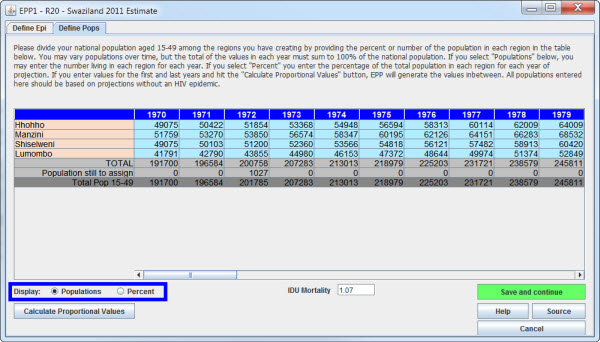 EPP1 - R20 - Swaziland 2011 Estimate
Define Epi Define Pops
Please divide your national population aged 15-49 among the regions you have creating by providing the percent or number of the population in each region in the table
below. You may vary populations over time, but the total of the values in each year must sum to 100% of the national population. If you select "Populations" below, you
may enter the number living in each region for each year. If you select "Percent" you enter the percentage of the total population in each region for each year of
projection. If you enter values for the first and last years and hit the "Calculate Proportional Values" button, EPP will generate the values inbetween. All populations entered
here should be based on projections without an HIV epidemic.
1970 1971 1972 1973 1974 1975 1976 1977 1978 1979
Hhohho 49075 50422 51854 53368 54948 56594 58313 60114 62009 64009
Manzini 51759 53270 53850 56574 58347 60195 62126 64151 66283 68532
Shiselweni 49075 50103 51200 52360 53566 54818 56121 57482 58913 60420
Lumombo 41791 42790 43855 44980 46153 47372 48644 49974 51374 52849
TOTAL 191700 196584 200758 207283 213013 218979 225203 231721 238579 245811
Population still to assign 0 0 1027 0 0 0 0 0 0 0
Total Pop 15-49 191700 196584 201785 207283 213013 218979 225203 231721 238579 245811
Display: Populations Percent IDU Mortality 1.07 Save and continue
Calculate Proportional Values Help Source
Cancel